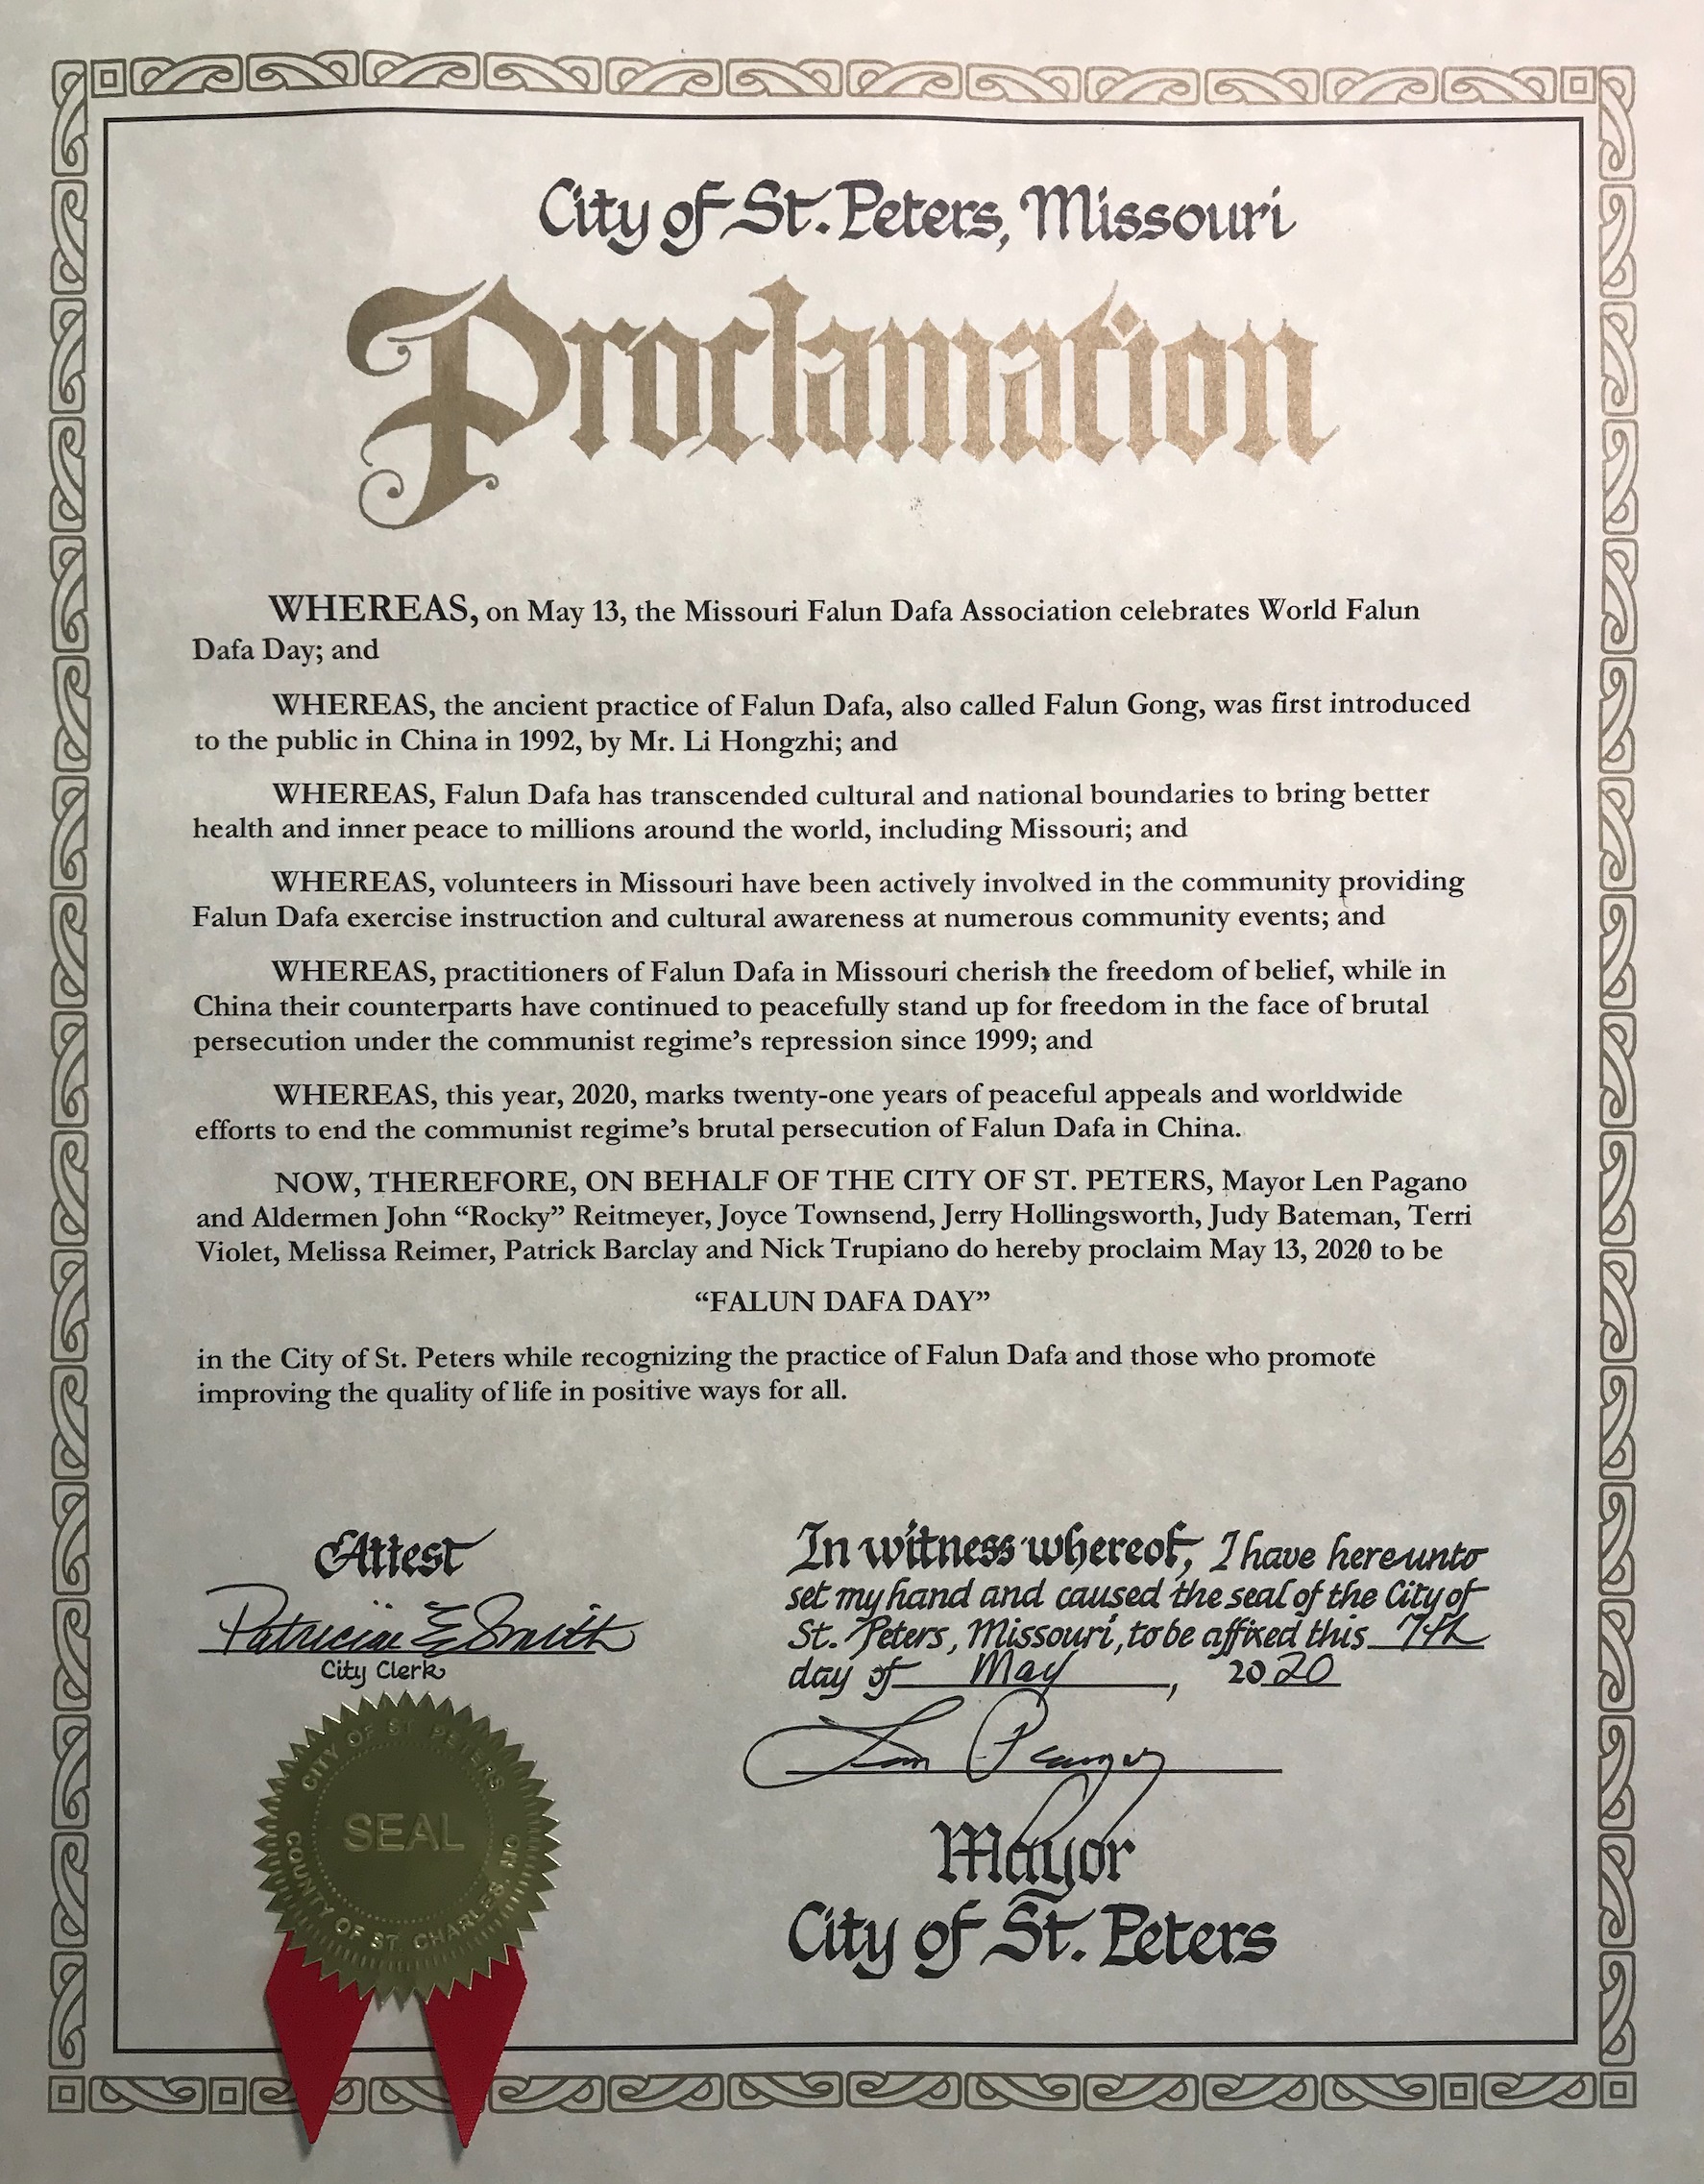 City of St. Peters, Missouri
Proclamation
WHEREAS, on May 13, the Missouri Falun Dafa Association celebrates World Falun
Dafa Day; and
WHEREAS, the ancient practice of Falun Dafa, also called Falun Gong, was first introduced
to the public in China in 1992, by Mr. Li Hongzhi; and
WHEREAS, Falun Dafa has transcended cultural and national boundaries to bring better
health and inner peace to millions around the world, including Missouri; and
WHEREAS, volunteers in Missouri have been actively involved in the community providing
Falun Dafa exercise instruction and cultural awareness at numerous community events; and
WHEREAS, practitioners of Falun Dafa in Missouri cherish the freedom of belief, while in
China their counterparts have continued to peacefully stand up for freedom in the face of brutal
persecution under the communist regime's repression since 1999; and
WHEREAS, this year, 2020, marks twenty-one years of peaceful appeals and worldwide
efforts to end the communist regime's brutal persecution of Falun Dafa in China.
NOW, THEREFORE, ON BEHALF OF THE CITY OF ST. PETERS, Mayor Len Pagano
and Aldermen John “Rocky” Reitmeyer, Joyce Townsend, Jerry Hollingsworth, Judy Bateman, Terri
Violet, Melissa Reimer, Patrick Barclay and Nick Trupiano do hereby proclaim May 13, 2020 to be
“FALUN DAFA DAY”
in the City of St. Peters while recognizing the practice of Falun Dafa and those who promote
improving the quality of life in positive ways for all.
Attest
Patricia E Smith
City Clerk
In witness whereof, I have hereunto
set my hand and caused the seal of the City of
St. Peters, Missouri, to be affixed this 7th
day of May, 2020
Len Pagano
Mayor
City of St. Peters
CITY OF ST PETERS
SEAL
COUNTY OF ST. CHARLES, MO